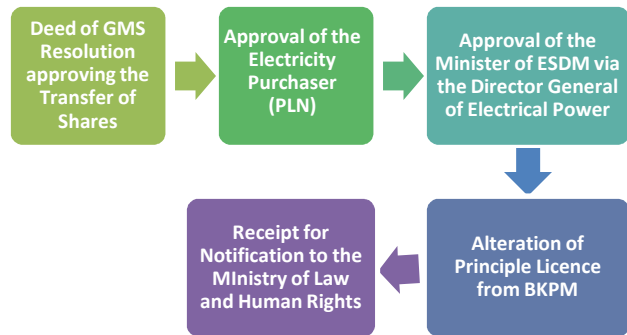 Deed of GMS
Resolution
approving the
Transfer of
Shares
Approval of the
Electricity
Purchaser
(PLN)
Approval of the
Minister of ESDM via
the Director General
of Electrical Power
Alteration of
Principle Licence
from BKPM
Receipt for
Notification to the
MInistry of Law
and Human Rights